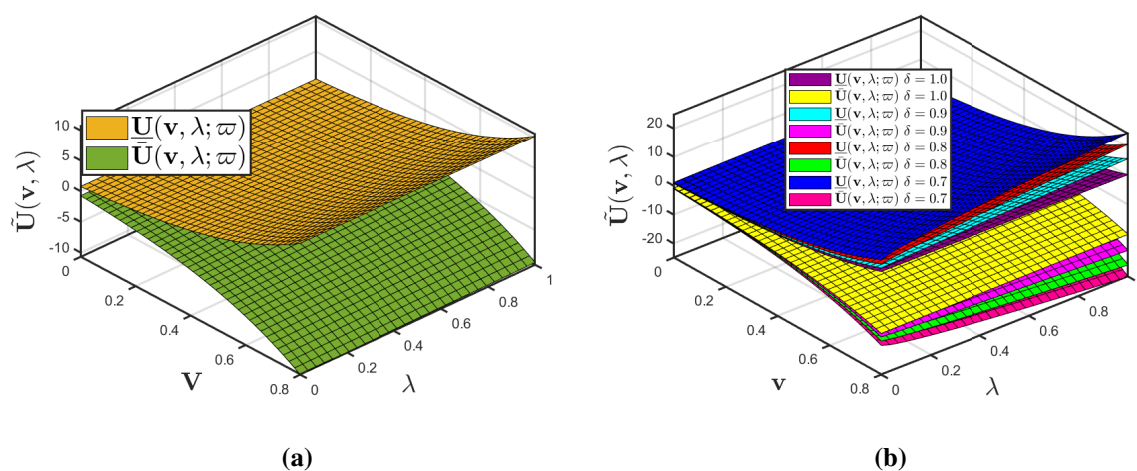 U̲(v, λ; ϖ)
Ū(v, λ; ϖ)
10
5
0
-5
-10
Ũ(v, λ)
0
0.2
0.4
0.6
0.8
V
0
0.2
0.4
0.6
0.8
1
λ
(a)
U̲(v, λ; ϖ) δ = 1.0
Ū(v, λ; ϖ) δ = 1.0
U̲(v, λ; ϖ) δ = 0.9
Ū(v, λ; ϖ) δ = 0.9
U̲(v, λ; ϖ) δ = 0.8
Ū(v, λ; ϖ) δ = 0.8
U̲(v, λ; ϖ) δ = 0.7
Ū(v, λ; ϖ) δ = 0.7
20
10
0
-10
-20
Ũ(v, λ)
0
0.2
0.4
0.6
0.8
v
0
0.2
0.4
0.6
0.8
λ
(b)